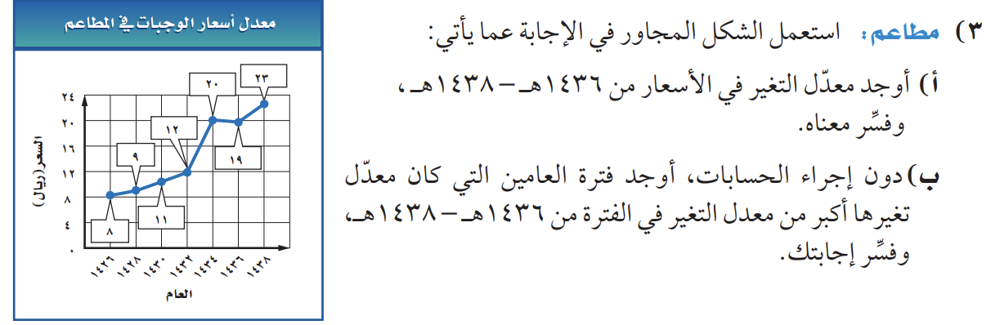 ٣) مطاعم: استعمل الشكل المجاور في الإجابة عما يأتي:
أ) أوجد معدّل التغير في الأسعار من ١٤٣٦هـ – ١٤٣٨هـ ،
وفسِّر معناه.
ب) دون إجراء الحسابات، أوجد فترة العامين التي كان معدّل
تغيرها أكبر من معدل التغير في الفترة من ١٤٣٦هـ – ١٤٣٨هـ،
وفسِّر إجابتك.
معدل أسعار الوجبات في المطاعم
السعر (ريال)
٢٤
٢٠
١٦
١٢
٨
٤
٠
٨
٩
١١
١٢
٢٠
١٩
٢٣
١٤٢٦ ١٤٢٨ ١٤٣٠ ١٤٣٢ ١٤٣٤ ١٤٣٦ ١٤٣٨
العام